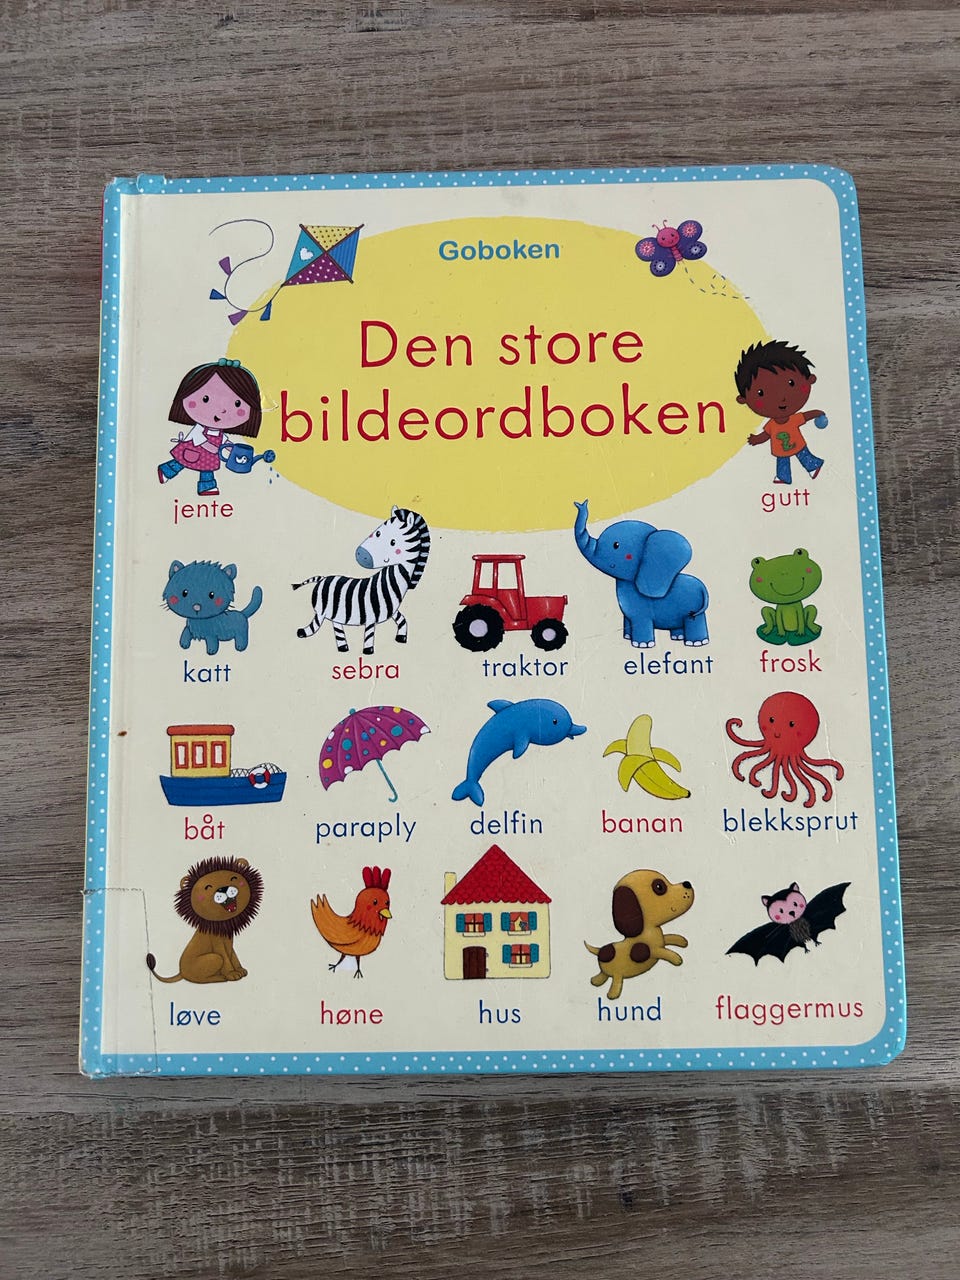 Goboken
Den store
bildeordboken
jente
gutt
katt
sebra
traktor
elefant
frosk
båt
paraply
delfin
banan
blekksprut
løve
høne
hus
hund
flaggermus